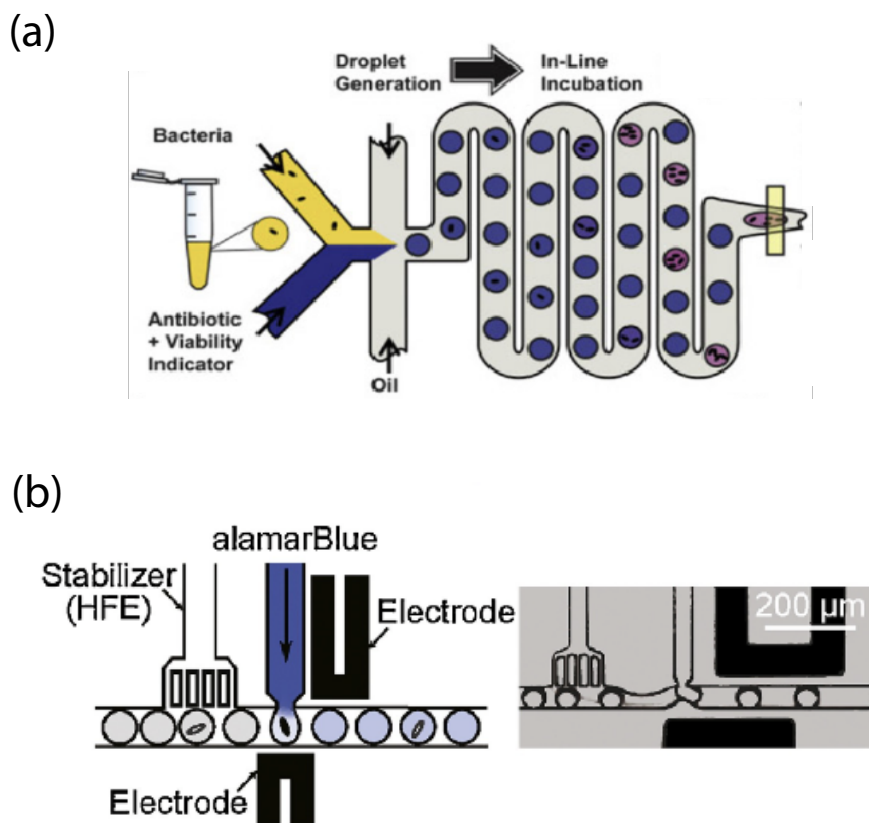 (a)
Droplet
Generation
In-Line
Incubation
Bacteria
Antibiotic
+ Viability
Indicator
Oil
(b)
alamarBlue
Stabilizer
(HFE)
Electrode
Electrode
200 µm